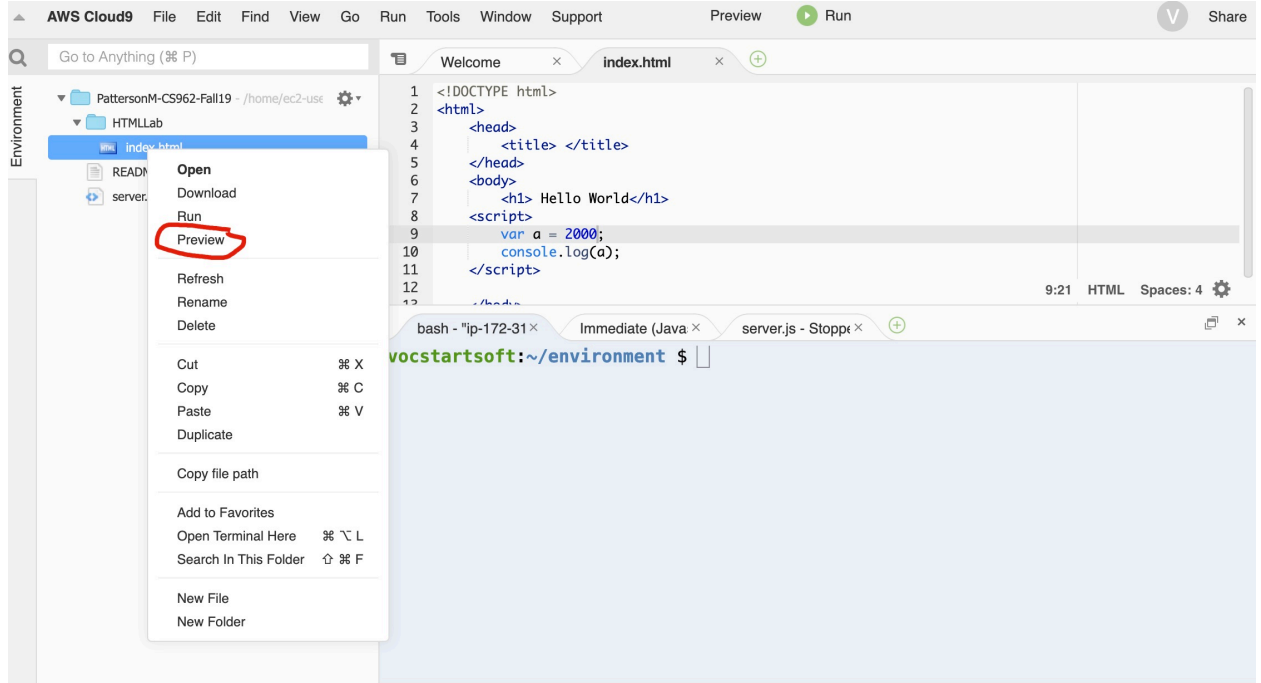 AWS Cloud9 File Edit Find View Go Run Tools Window Support Preview Run V Share
Go to Anything (⌘ P)
Environment
PattersonM-CS962-Fall19 - /home/ec2-use
HTMLLab
index.html
READM
server.
Open
Download
Run
Preview
Refresh
Rename
Delete
Cut ⌘ X
Copy ⌘ C
Paste ⌘ V
Duplicate
Copy file path
Add to Favorites
Open Terminal Here ⌘ ⌥ L
Search In This Folder ⇧ ⌘ F
New File
New Folder
Welcome × index.html ×
1 <!DOCTYPE html>
2 <html>
3 <head>
4 <title> </title>
5 </head>
6 <body>
7 <h1> Hello World</h1>
8 <script>
9 var a = 2000;
10 console.log(a);
11 </script>
12
13 </body>
9:21 HTML Spaces: 4
bash - "ip-172-31 × Immediate (Java × server.js - Stoppe ×
vocstartsoft:~/environment $